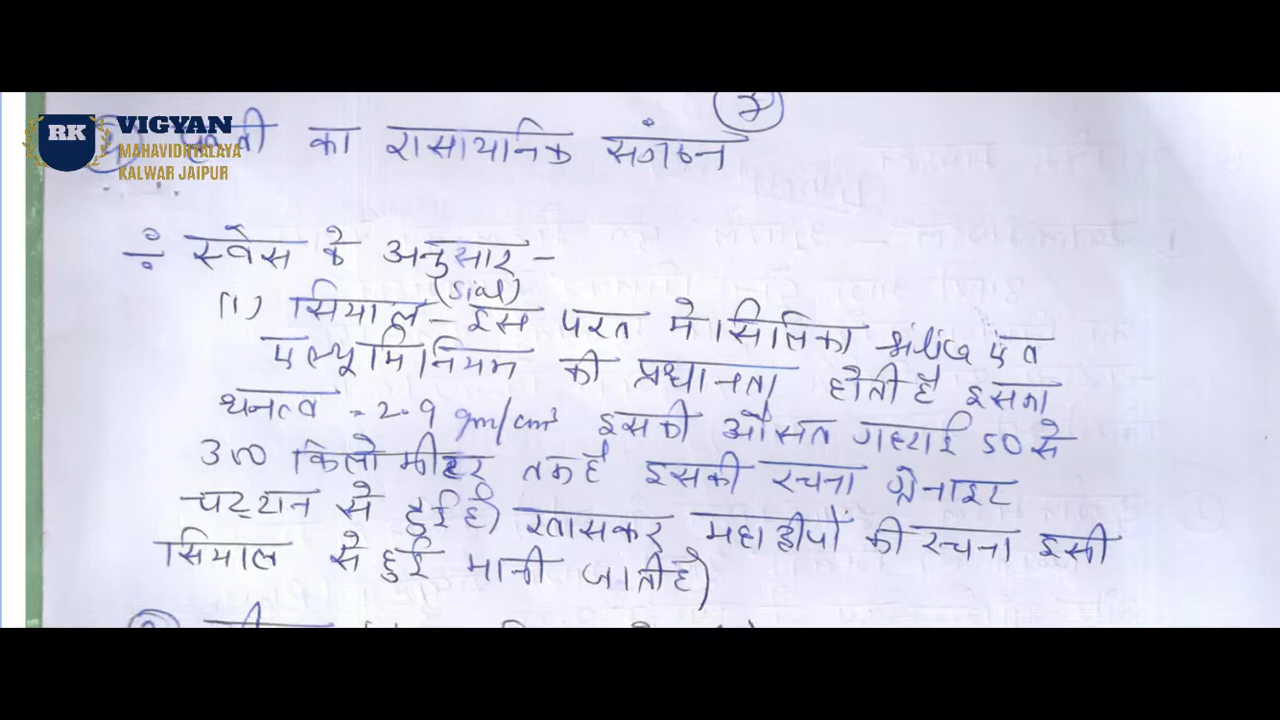 RK VIGYAN
MAHAVIDHYALAYA
KALWAR JAIPUR
का रासायनिक संगठन
स्वेस के अनुसार -
(1) सियाल (Sial) - इस परत मे सिलिका silica एव
एल्यूमिनियम की प्रधानता होती है इसका
घनत्व = 2.9 gm/cm³ इसकी औसत गहराई 50 से
300 किलोमीटर तक है इसकी रचना ग्रेनाइट
चट्टान से हुई है) खासकर महाद्वीपों की रचना इसी
सियाल से हुई मानी जाती है)